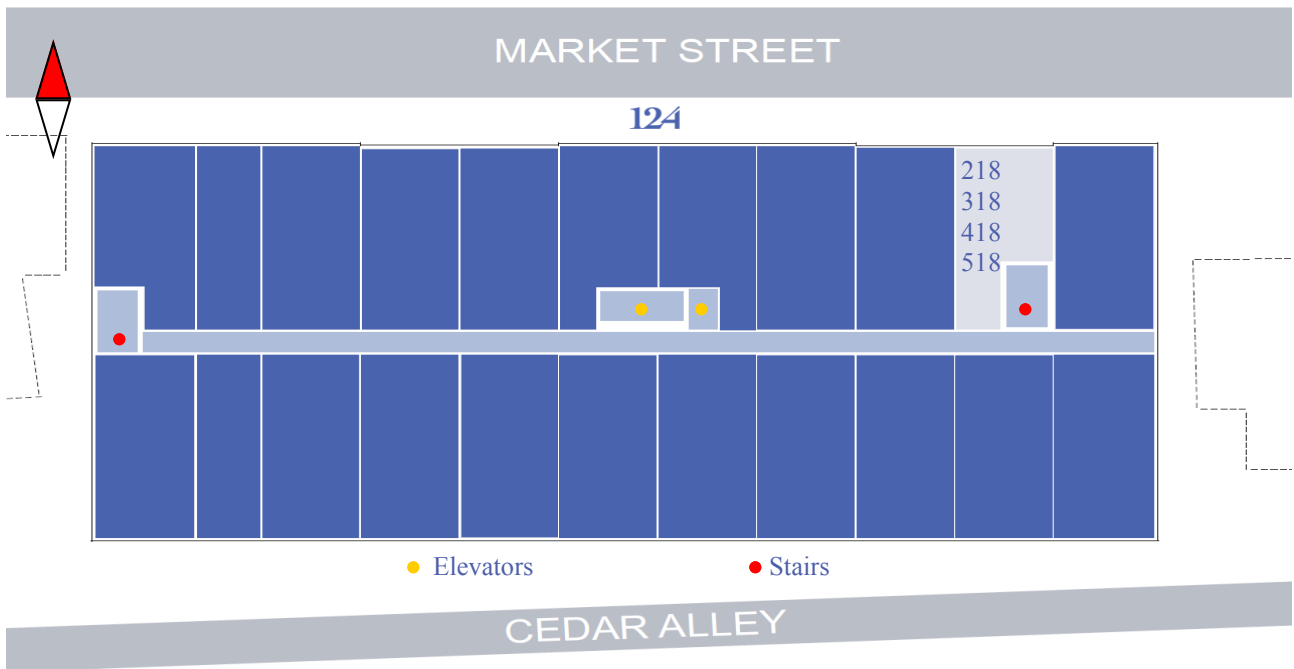 MARKET STREET
124
218
318
418
518
Elevators
Stairs
CEDAR ALLEY